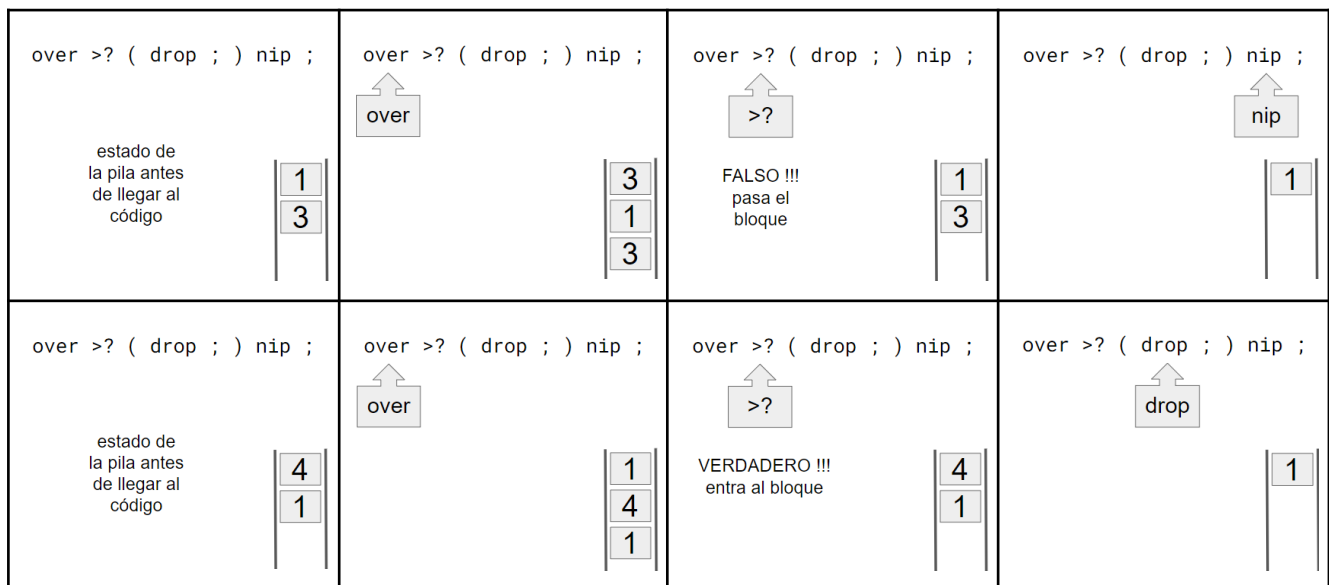 over >? ( drop ; ) nip ;
estado de
la pila antes
de llegar al
código
1
3
over >? ( drop ; ) nip ;
over
3
1
3
over >? ( drop ; ) nip ;
>?
FALSO !!!
pasa el
bloque
1
3
over >? ( drop ; ) nip ;
nip
1
over >? ( drop ; ) nip ;
estado de
la pila antes
de llegar al
código
4
1
over >? ( drop ; ) nip ;
over
1
4
1
over >? ( drop ; ) nip ;
>?
VERDADERO !!!
entra al bloque
4
1
over >? ( drop ; ) nip ;
drop
1